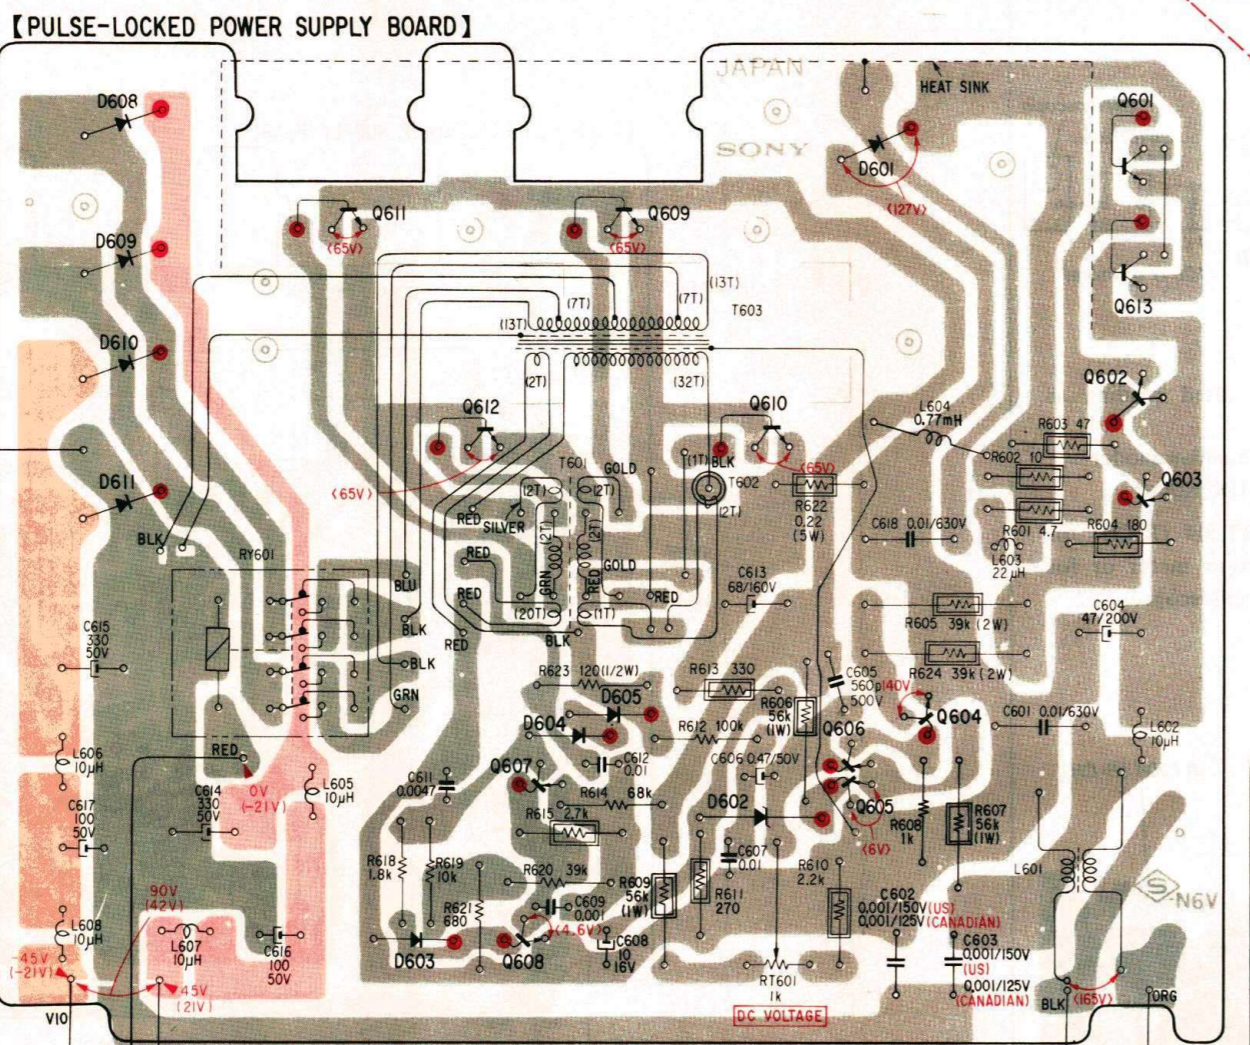 【PULSE-LOCKED POWER SUPPLY BOARD】
JAPAN
HEAT SINK
D608
Q601
SONY
D601
<127V>
Q611
Q609
<65V>
<65V>
D609
Q613
(13T)
(7T)
(7T)
T603
(13T)
D610
(2T)
(32T)
Q602
Q612
Q610
L604
0.77mH
R603 47
R602 10
(1T)
BLK
<65V>
T601
GOLD
T602
<65V>
(2T)
(2T)
(2T)
D611
Q603
RED
SILVER
R622
0.22
(5W)
C618 0.01/630V
R601 4.7
R604 180
BLK
RY601
(2T)
(2T)
L603
22µH
RED
GOLD
BLU
GRN
RED
C613
68/160V
RED
RED
(20T)
(1T)
BLK
RED
BLK
R605 39k (2W)
C604
47/200V
C615
330
50V
BLK
R623 120(1/2W)
R613 330
C605
560p
500V
R624 39k (2W)
140V
GRN
D605
R606
56k
(1W)
Q604
C601 0.01/630V
D604
R612 100k
Q606
L602
10µH
RED
L606
10µH
C612
0.01
C606 0.47/50V
Q607
C611
0.0047
L605
10µH
0V
(-21V)
C614
330
50V
R614 68k
D602
Q605
R615 2.7k
C617
100
50V
R608
1k
R607
56k
(1W)
<6V>
C607
0.01
R618
1.8k
R619
10k
R620 39k
R609
56k
(1W)
R611
270
R610
2.2k
L601
90V
(42V)
C602
0.001/150V(US)
0.001/125V(CANADIAN)
R621
680
C609
0.001
<4.6V>
S-N6V
L608
10µH
L607
10µH
C616
100
50V
D603
Q608
C608
10
16V
C603
0.001/150V
(US)
0.001/125V
(CANADIAN)
-45V
(-21V)
45V
(21V)
RT601
1k
BLK
<165V>
ORG
V10
DC VOLTAGE